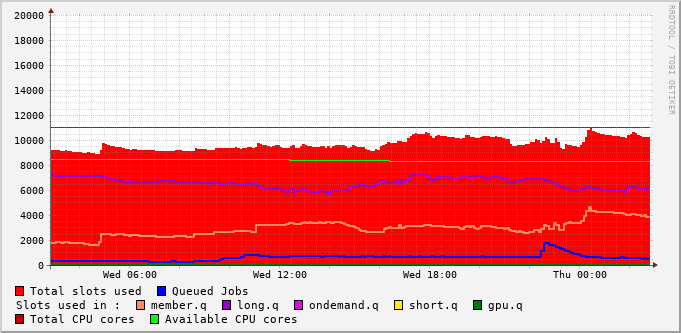 20000
18000
16000
14000
12000
10000
8000
6000
4000
2000
0
Wed 06:00 Wed 12:00 Wed 18:00 Thu 00:00
RRDTOOL / TOBI OETIKER
Total slots used Queued Jobs
Slots used in : member.q long.q ondemand.q short.q gpu.q
Total CPU cores Available CPU cores